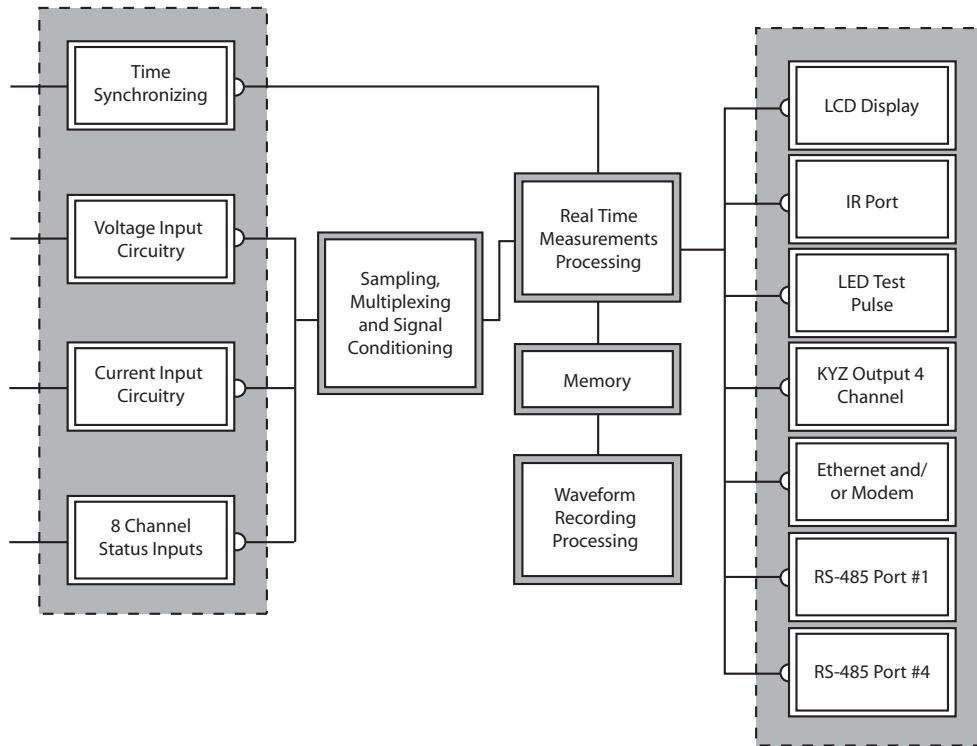 Time
Synchronizing
Voltage Input
Circuitry
Current Input
Circuitry
8 Channel
Status Inputs
Sampling,
Multiplexing
and Signal
Conditioning
Real Time
Measurements
Processing
Memory
Waveform
Recording
Processing
LCD Display
IR Port
LED Test
Pulse
KYZ Output 4
Channel
Ethernet and/
or Modem
RS-485 Port #1
RS-485 Port #4